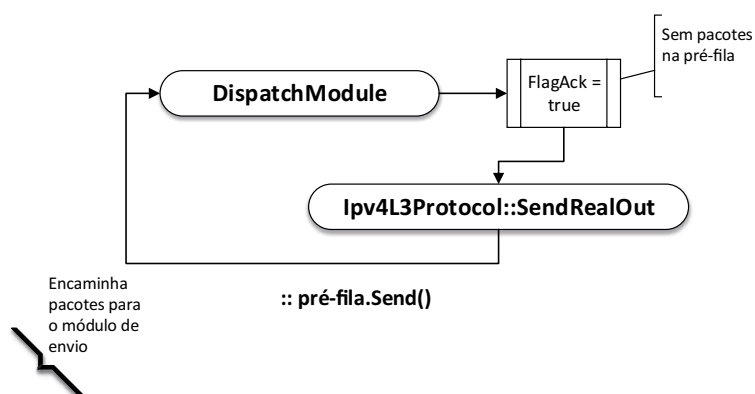 Sem pacotes
na pré-fila
DispatchModule
FlagAck =
true
Ipv4L3Protocol::SendRealOut
Encaminha
pacotes para
o módulo de
envio
:: pré-fila.Send()